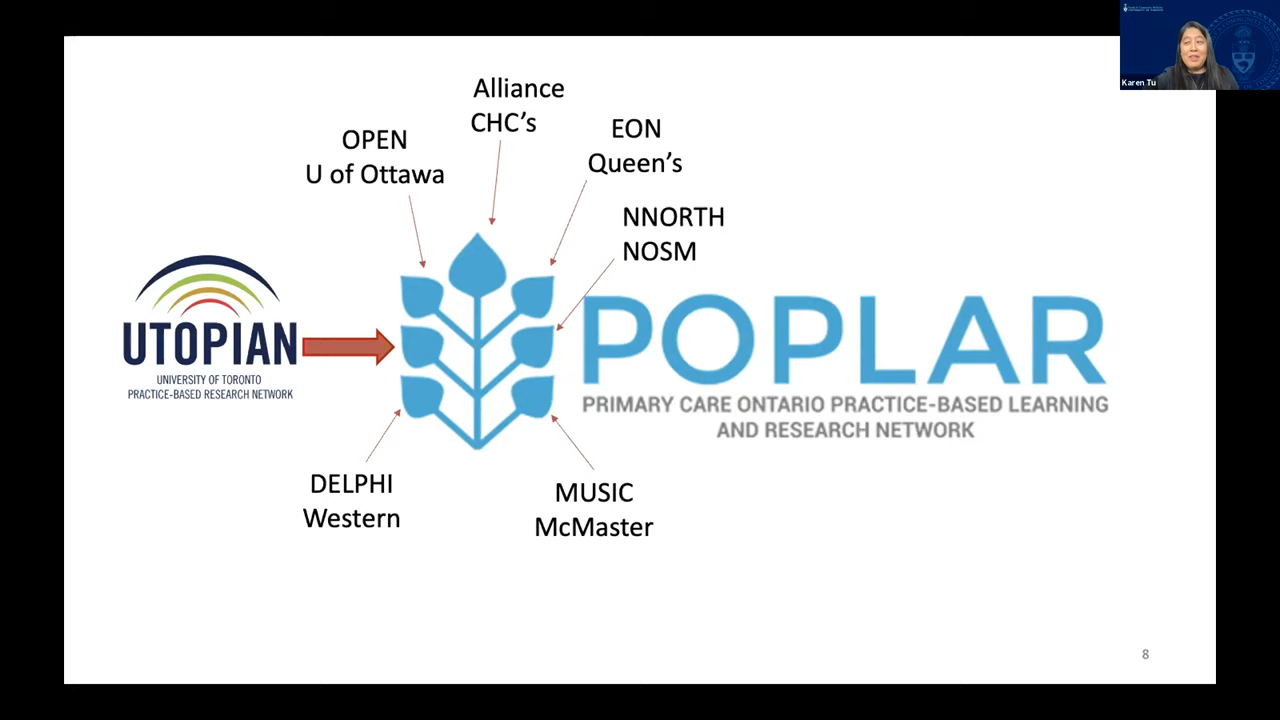 Alliance
CHC's
OPEN
U of Ottawa
EON
Queen's
NNORTH
NOSM
UTOPIAN
UNIVERSITY OF TORONTO
PRACTICE-BASED RESEARCH NETWORK
POPLAR
PRIMARY CARE ONTARIO PRACTICE-BASED LEARNING
AND RESEARCH NETWORK
DELPHI
Western
MUSIC
McMaster
8
Karen Tu